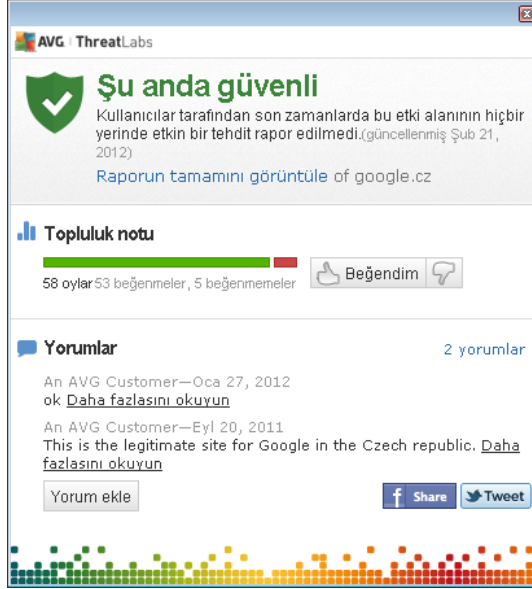 AVG ThreatLabs
Şu anda güvenli
Kullanıcılar tarafından son zamanlarda bu etki alanının hiçbir
yerinde etkin bir tehdit rapor edilmedi.(güncellenmiş Şub 21,
2012)
Raporun tamamını görüntüle of google.cz
Topluluk notu
58 oylar 53 beğenmeler, 5 beğenmemeler
Beğendim
Yorumlar
2 yorumlar
An AVG Customer—Oca 27, 2012
ok Daha fazlasını okuyun
An AVG Customer—Eyl 20, 2011
This is the legitimate site for Google in the Czech republic. Daha
fazlasını okuyun
Yorum ekle
f Share
Tweet